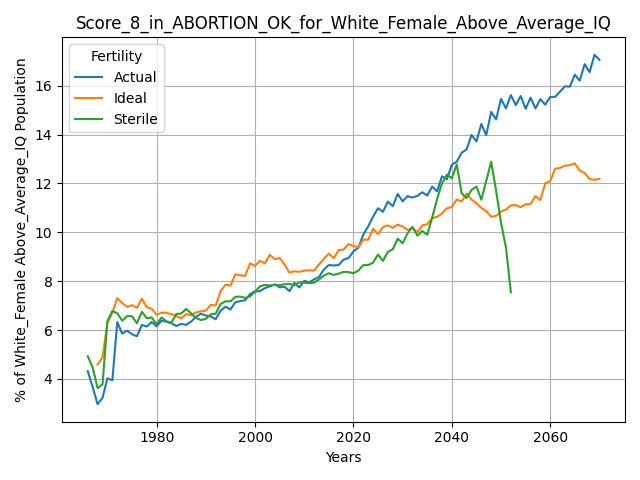 Score_8_in_ABORTION_OK_for_White_Female_Above_Average_IQ
% of White_Female Above_Average_IQ Population
Fertility
Actual
Ideal
Sterile
16
14
12
10
8
6
4
1980
2000
2020
2040
2060
Years